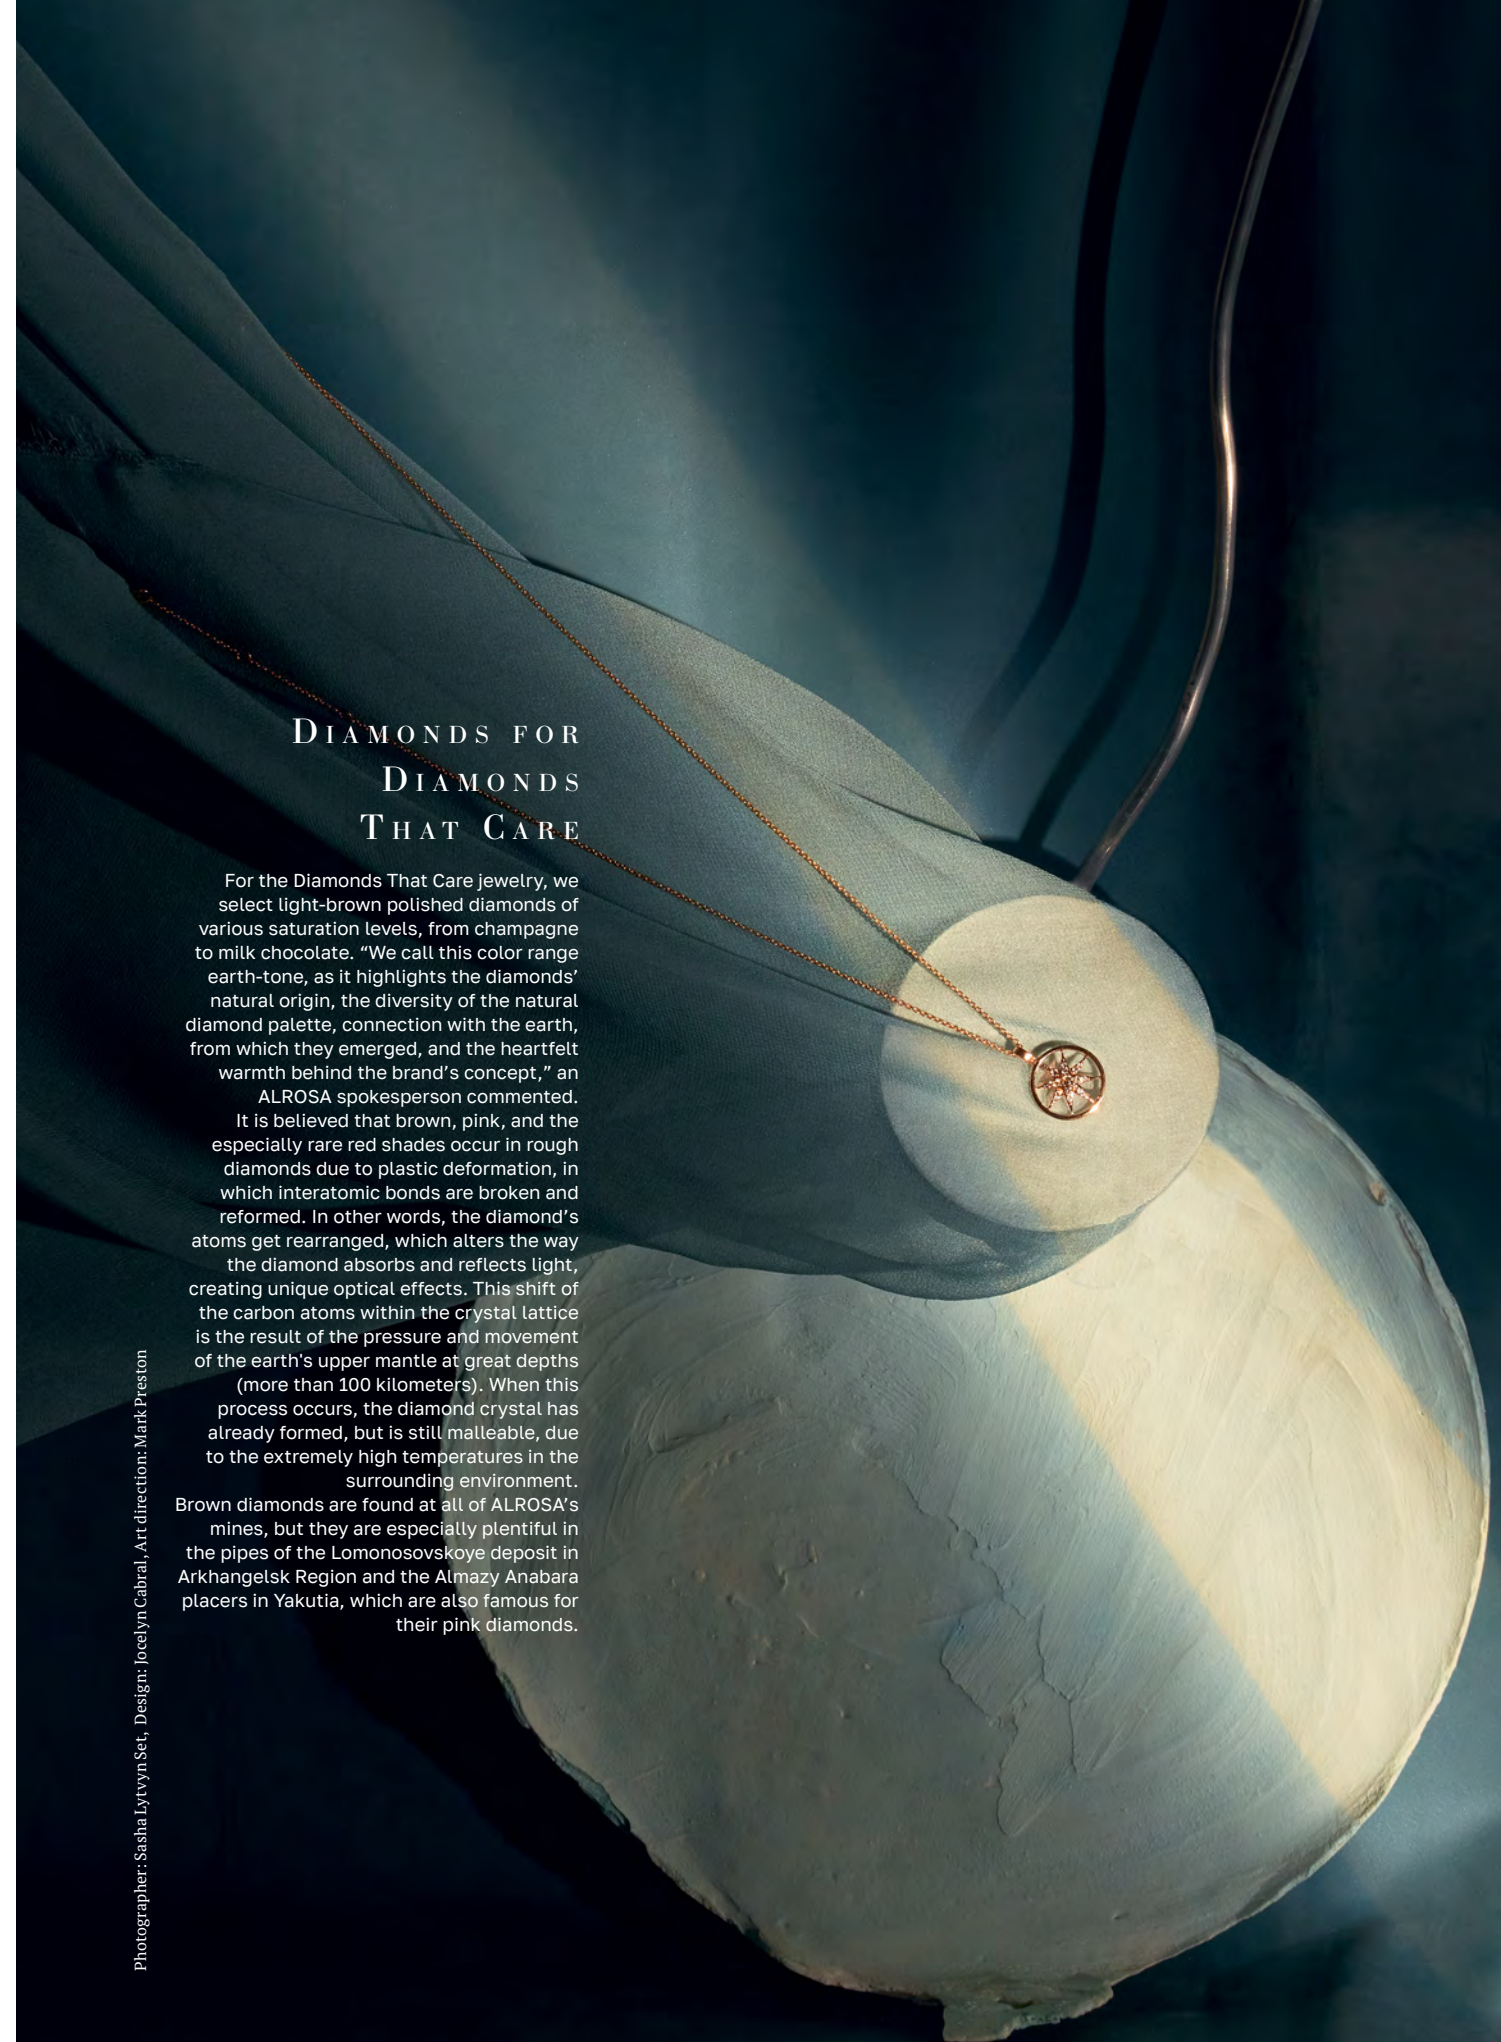 Diamonds for
Diamonds
That Care
For the Diamonds That Care jewelry, we
select light-brown polished diamonds of
various saturation levels, from champagne
to milk chocolate. “We call this color range
earth-tone, as it highlights the diamonds’
natural origin, the diversity of the natural
diamond palette, connection with the earth,
from which they emerged, and the heartfelt
warmth behind the brand’s concept,” an
ALROSA spokesperson commented.
It is believed that brown, pink, and the
especially rare red shades occur in rough
diamonds due to plastic deformation, in
which interatomic bonds are broken and
reformed. In other words, the diamond’s
atoms get rearranged, which alters the way
the diamond absorbs and reflects light,
creating unique optical effects. This shift of
the carbon atoms within the crystal lattice
is the result of the pressure and movement
of the earth's upper mantle at great depths
(more than 100 kilometers). When this
process occurs, the diamond crystal has
already formed, but is still malleable, due
to the extremely high temperatures in the
surrounding environment.
Brown diamonds are found at all of ALROSA’s
mines, but they are especially plentiful in
the pipes of the Lomonosovskoye deposit in
Arkhangelsk Region and the Almazy Anabara
placers in Yakutia, which are also famous for
their pink diamonds.
Photographer: Sasha Lytvyn Set, Design: Jocelyn Cabral, Art direction: Mark Preston